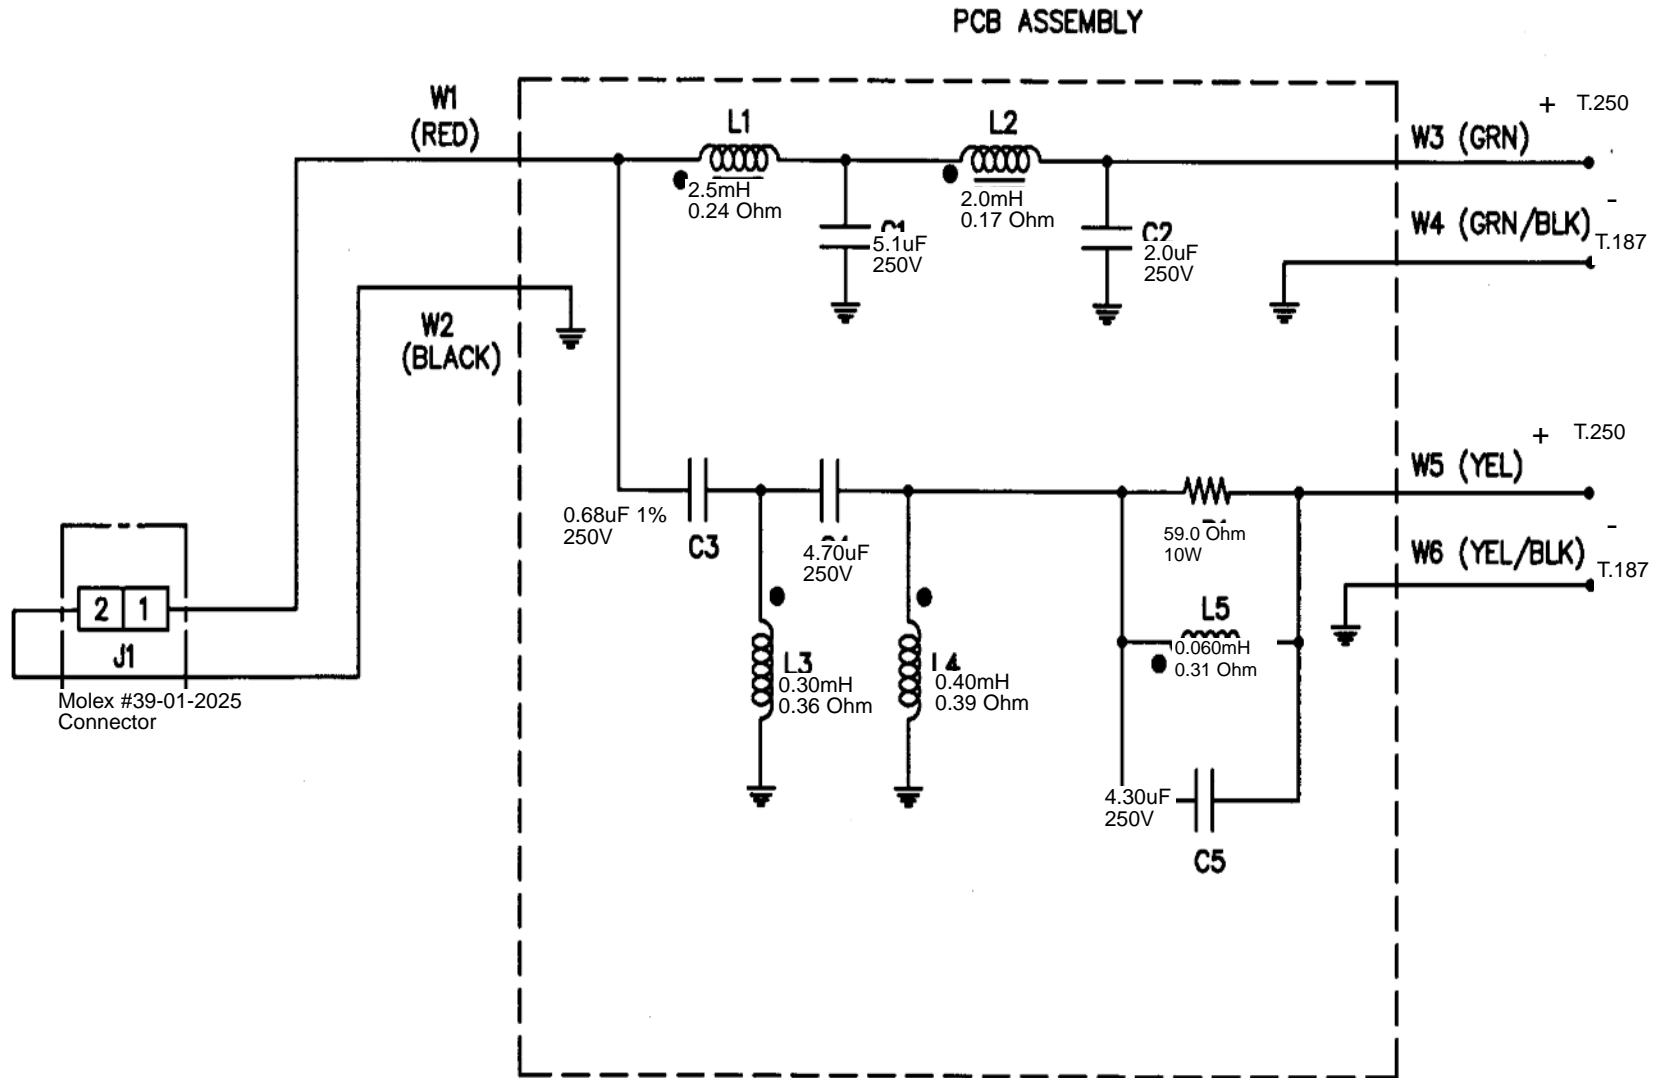 PCB ASSEMBLY
W1
(RED)
L1
L2
+ T.250
W3 (GRN)
2.5mH
0.24 Ohm
2.0mH
0.17 Ohm
-
W4 (GRN/BLK)
T.187
5.1uF
250V
C2
2.0uF
250V
W2
(BLACK)
+ T.250
W5 (YEL)
0.68uF 1%
250V
C3
4.70uF
250V
59.0 Ohm
10W
-
W6 (YEL/BLK)
T.187
2 1
J1
Molex #39-01-2025
Connector
L3
0.30mH
0.36 Ohm
L4
0.40mH
0.39 Ohm
L5
0.060mH
0.31 Ohm
4.30uF
250V
C5